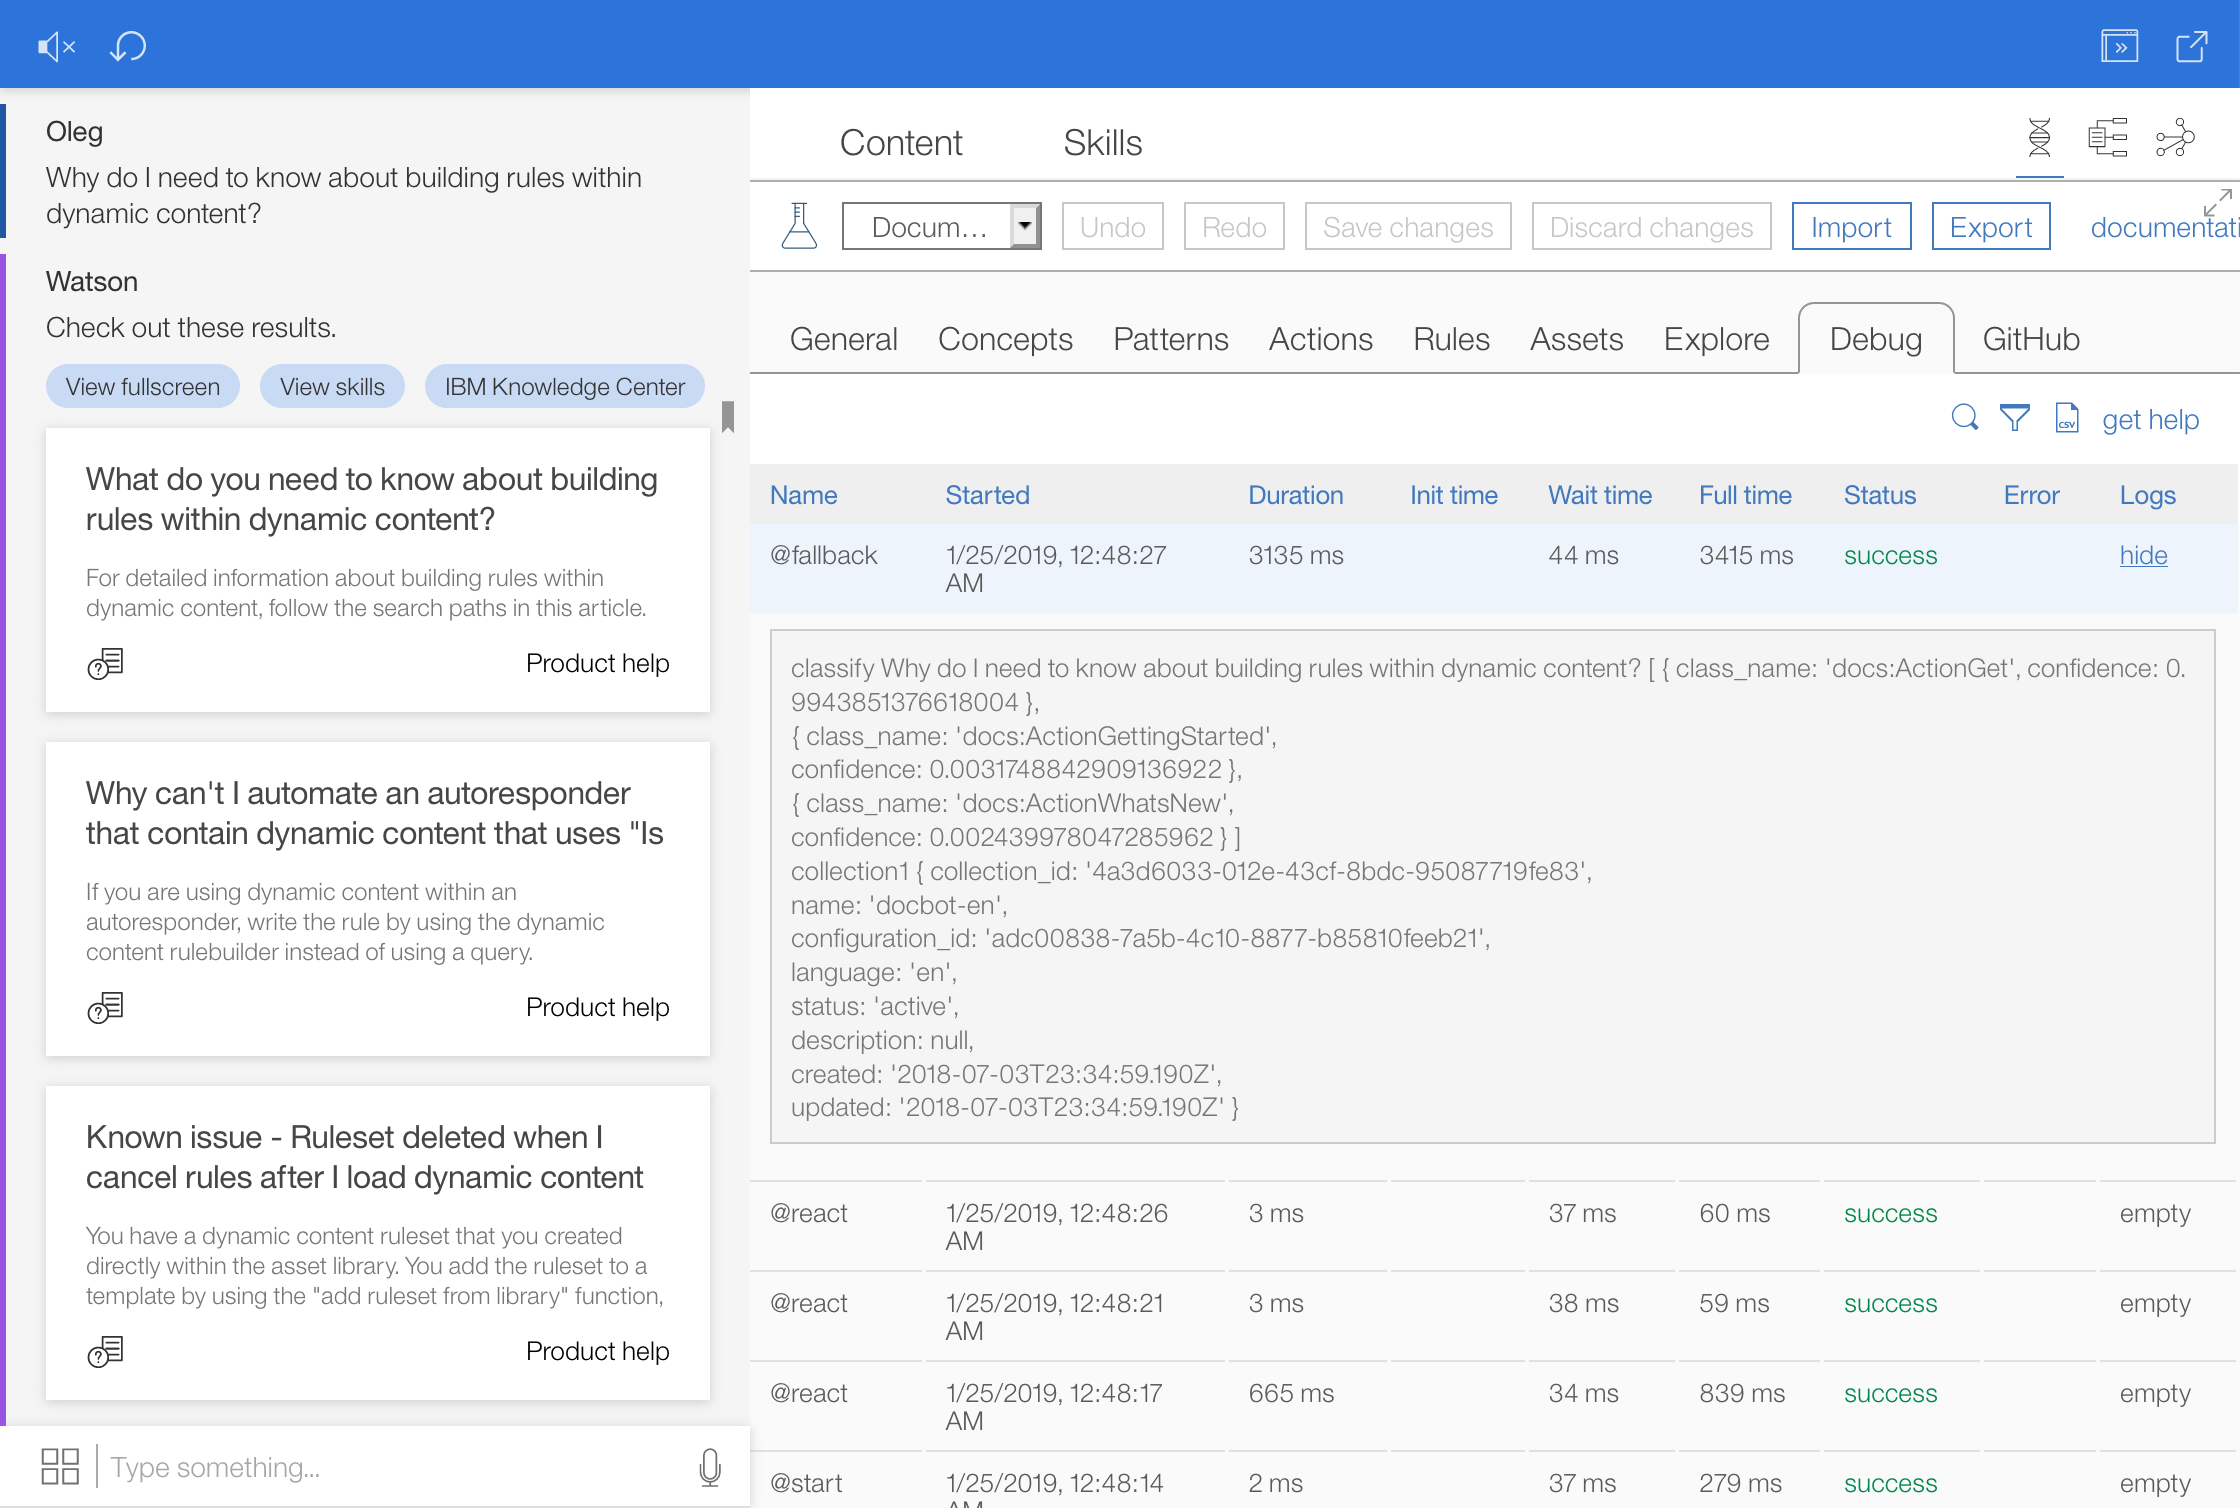 Oleg
Why do I need to know about building rules within
dynamic content?
Watson
Check out these results.
View fullscreen View skills IBM Knowledge Center
What do you need to know about building
rules within dynamic content?
For detailed information about building rules within
dynamic content, follow the search paths in this article.
Product help
Why can't I automate an autoresponder
that contain dynamic content that uses "Is
If you are using dynamic content within an
autoresponder, write the rule by using the dynamic
content rulebuilder instead of using a query.
Product help
Known issue - Ruleset deleted when I
cancel rules after I load dynamic content
You have a dynamic content ruleset that you created
directly within the asset library. You add the ruleset to a
template by using the "add ruleset from library" function,
Product help
Type something...
Content Skills
Docum... Undo Redo Save changes Discard changes Import Export documentati
General Concepts Patterns Actions Rules Assets Explore Debug GitHub
CSV get help
Name Started Duration Init time Wait time Full time Status Error Logs
@fallback 1/25/2019, 12:48:27 3135 ms 44 ms 3415 ms success hide
AM
classify Why do I need to know about building rules within dynamic content? [ { class_name: 'docs:ActionGet', confidence: 0.
9943851376618004 },
{ class_name: 'docs:ActionGettingStarted',
confidence: 0.0031748842909136922 },
{ class_name: 'docs:ActionWhatsNew',
confidence: 0.002439978047285962 } ]
collection1 { collection_id: '4a3d6033-012e-43cf-8bdc-95087719fe83',
name: 'docbot-en',
configuration_id: 'adc00838-7a5b-4c10-8877-b85810feeb21',
language: 'en',
status: 'active',
description: null,
created: '2018-07-03T23:34:59.190Z',
updated: '2018-07-03T23:34:59.190Z' }
@react 1/25/2019, 12:48:26 3 ms 37 ms 60 ms success empty
AM
@react 1/25/2019, 12:48:21 3 ms 38 ms 59 ms success empty
AM
@react 1/25/2019, 12:48:17 665 ms 34 ms 839 ms success empty
AM
@start 1/25/2019, 12:48:14 2 ms 37 ms 279 ms success empty
AM